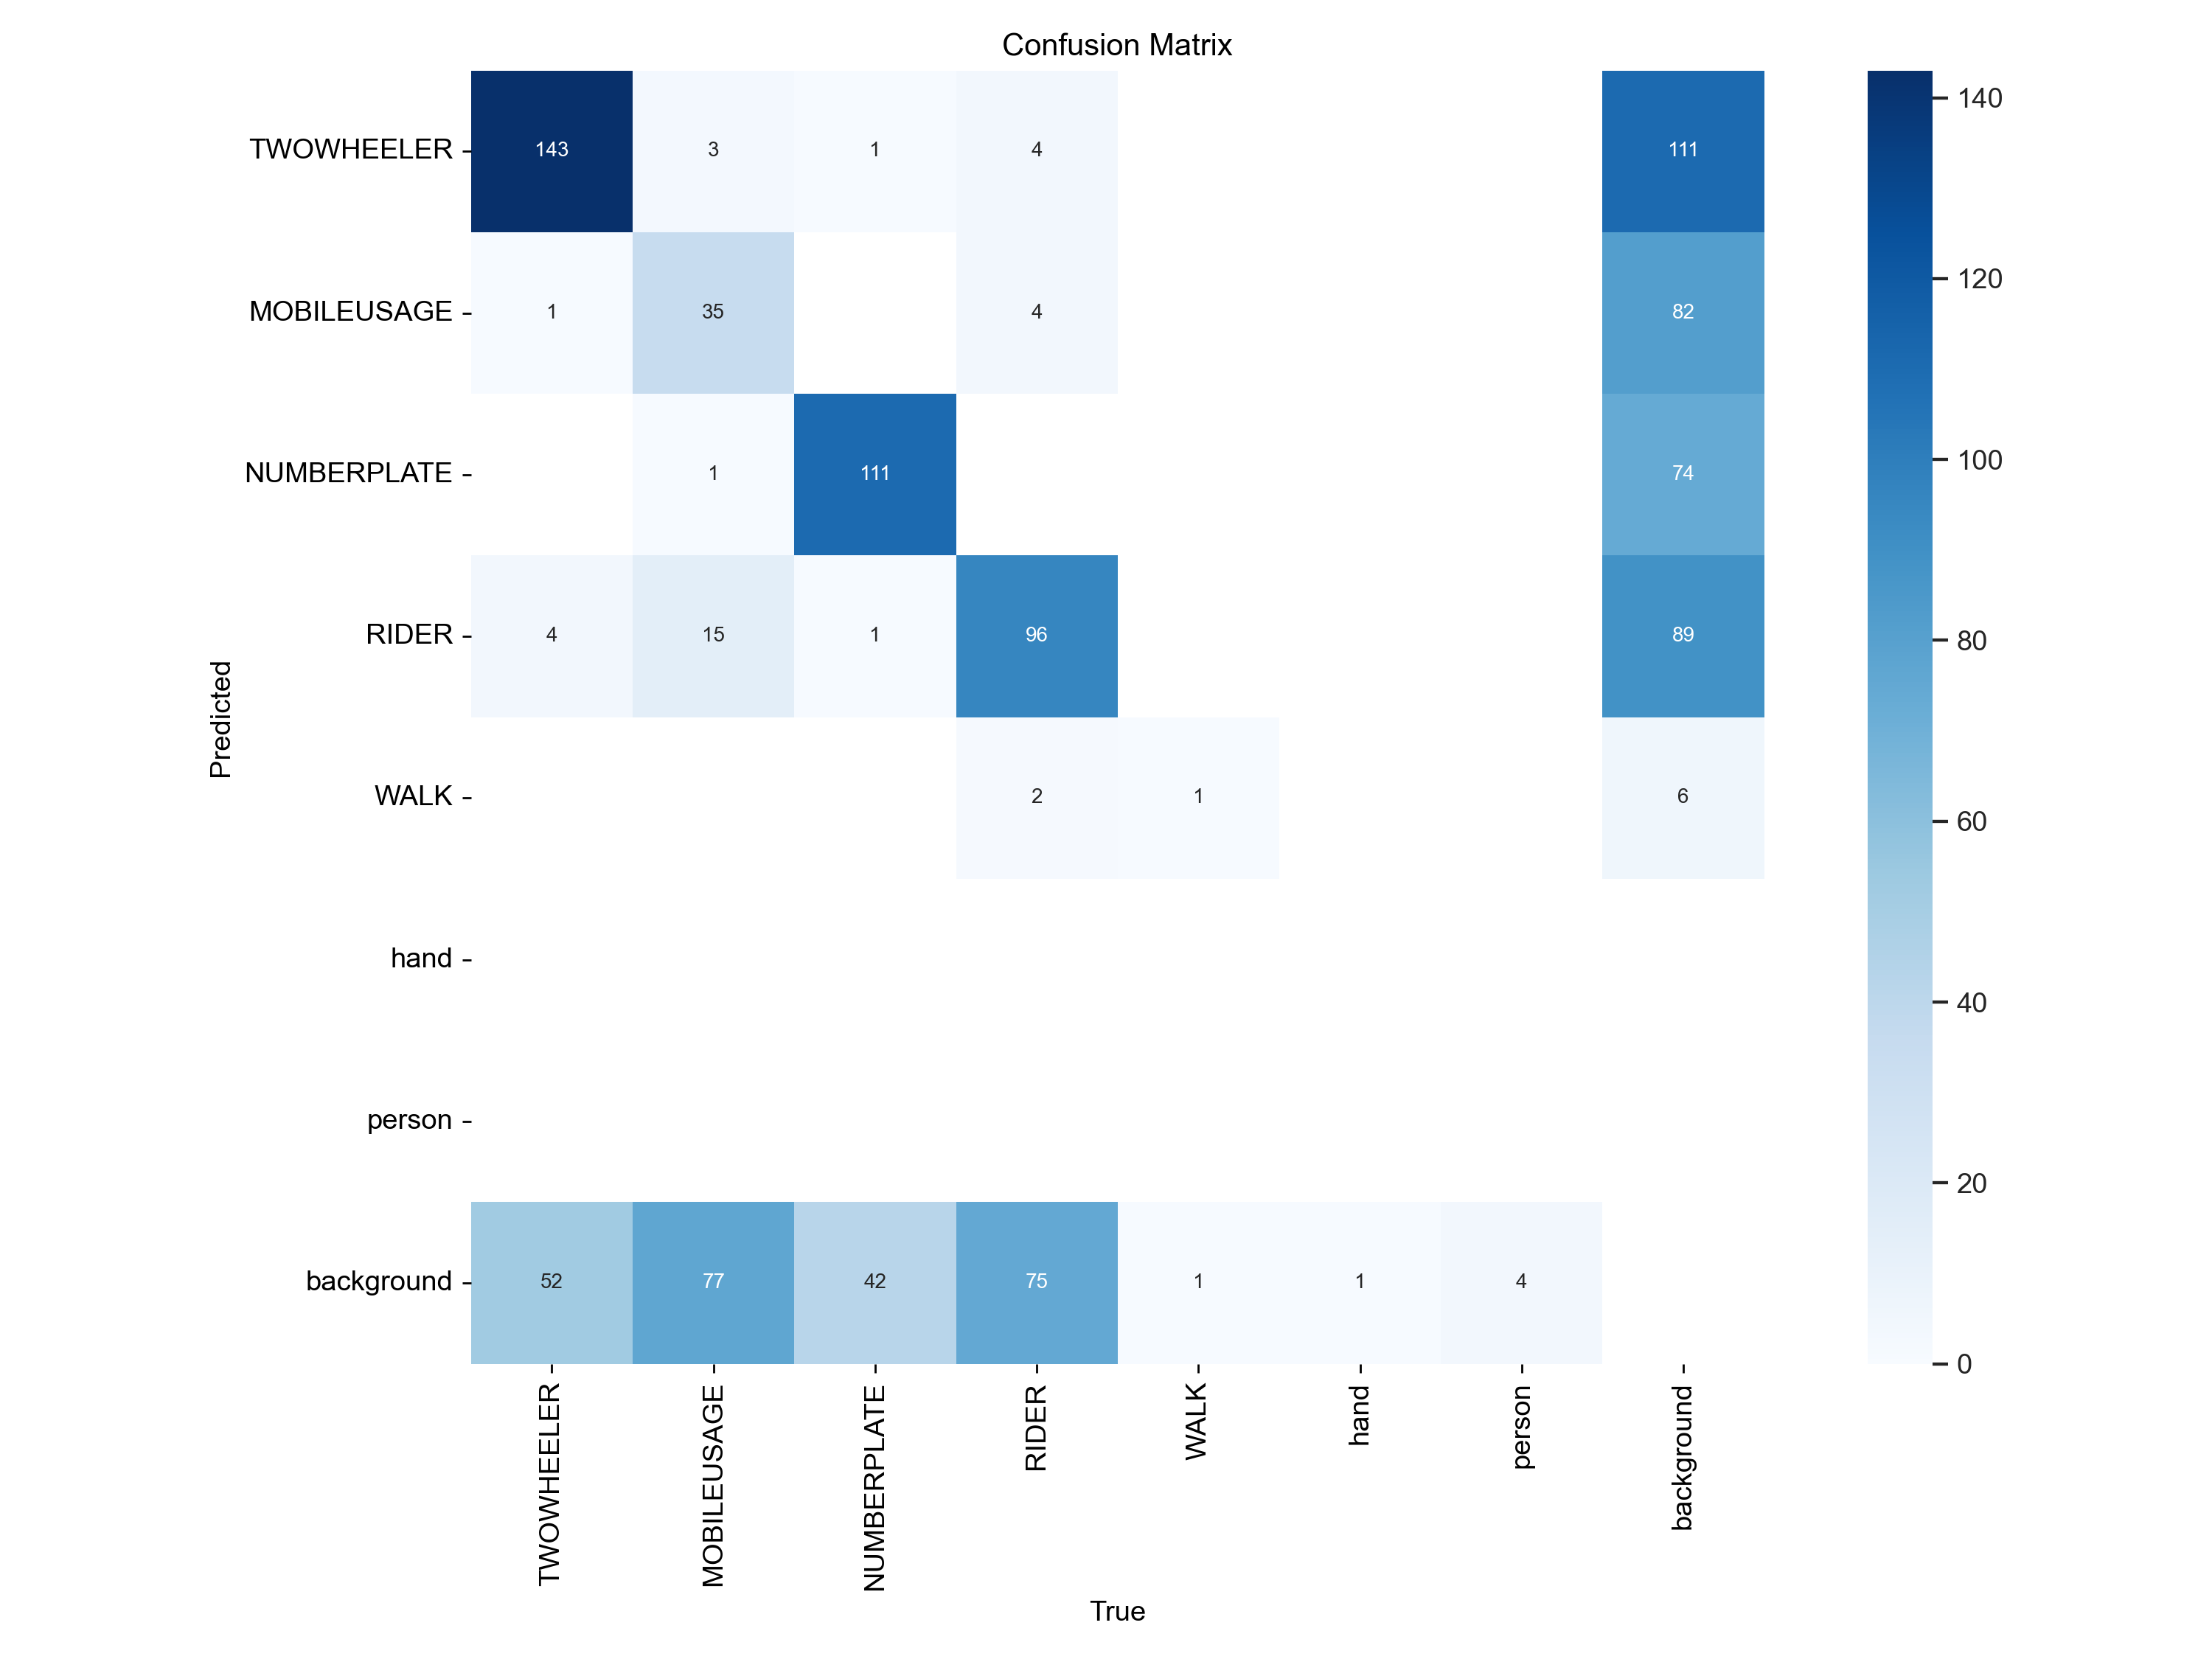 Confusion Matrix
TWOWHEELER 143 3 1 4 111
MOBILEUSAGE 1 35 4 82
NUMBERPLATE 1 111 74
RIDER 4 15 1 96 89
WALK 2 1 6
hand
person
background 52 77 42 75 1 1 4
Predicted
TWOWHEELER
MOBILEUSAGE
NUMBERPLATE
RIDER
WALK
hand
person
background
True
140
120
100
80
60
40
20
0